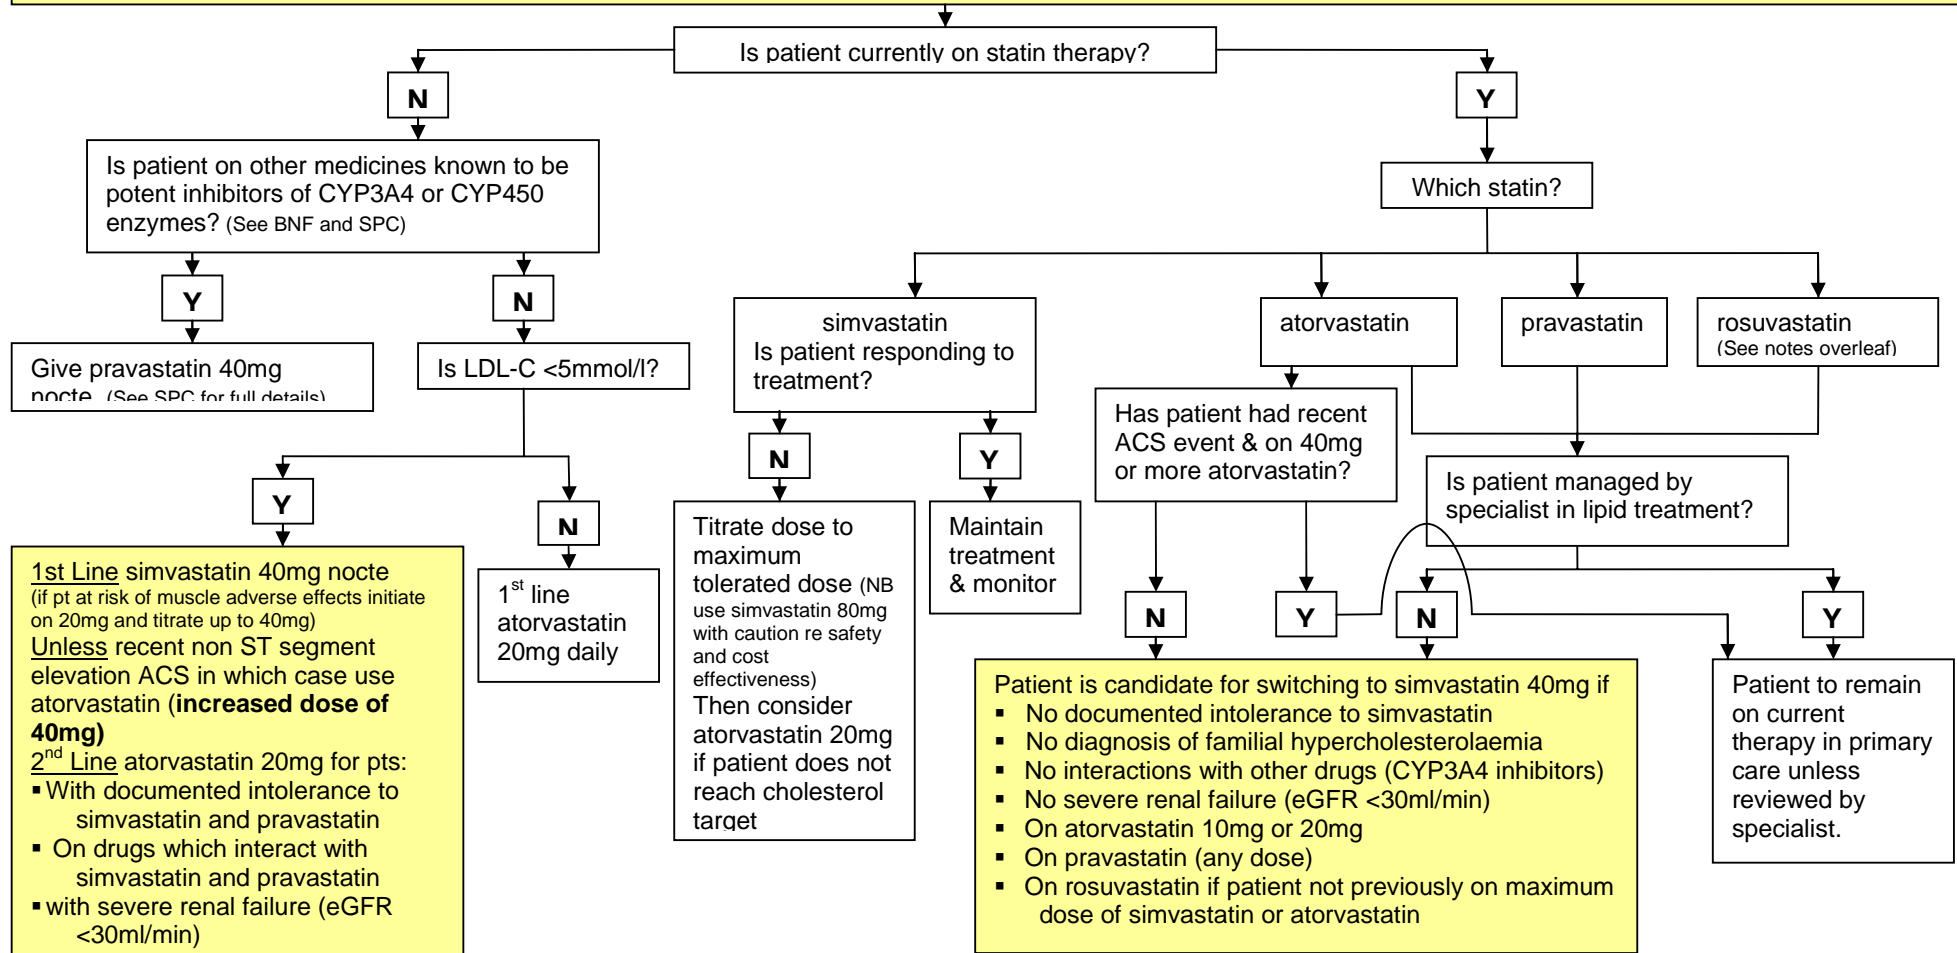 Is patient currently on statin therapy?
N
Y
Is patient on other medicines known to be
potent inhibitors of CYP3A4 or CYP450
enzymes? (See BNF and SPC)
Which statin?
Y
N
simvastatin
Is patient responding to
treatment?
atorvastatin
pravastatin
rosuvastatin
(See notes overleaf)
Give pravastatin 40mg
nocte (See SPC for full details)
Is LDL-C <5mmol/l?
Has patient had recent
ACS event & on 40mg
or more atorvastatin?
N
Y
Is patient managed by
specialist in lipid treatment?
Y
N
Titrate dose to
maximum
tolerated dose (NB
use simvastatin 80mg
with caution re safety
and cost
effectiveness)
Then consider
atorvastatin 20mg
if patient does not
reach cholesterol
target
Maintain
treatment
& monitor
1st Line simvastatin 40mg nocte
(if pt at risk of muscle adverse effects initiate
on 20mg and titrate up to 40mg)
Unless recent non ST segment
elevation ACS in which case use
atorvastatin (increased dose of
40mg)
2nd Line atorvastatin 20mg for pts:
▪ With documented intolerance to
simvastatin and pravastatin
▪ On drugs which interact with
simvastatin and pravastatin
▪ with severe renal failure (eGFR
<30ml/min)
1st line
atorvastatin
20mg daily
N
Y
N
Y
Patient is candidate for switching to simvastatin 40mg if
▪ No documented intolerance to simvastatin
▪ No diagnosis of familial hypercholesterolaemia
▪ No interactions with other drugs (CYP3A4 inhibitors)
▪ No severe renal failure (eGFR <30ml/min)
▪ On atorvastatin 10mg or 20mg
▪ On pravastatin (any dose)
▪ On rosuvastatin if patient not previously on maximum
dose of simvastatin or atorvastatin
Patient to remain
on current
therapy in primary
care unless
reviewed by
specialist.